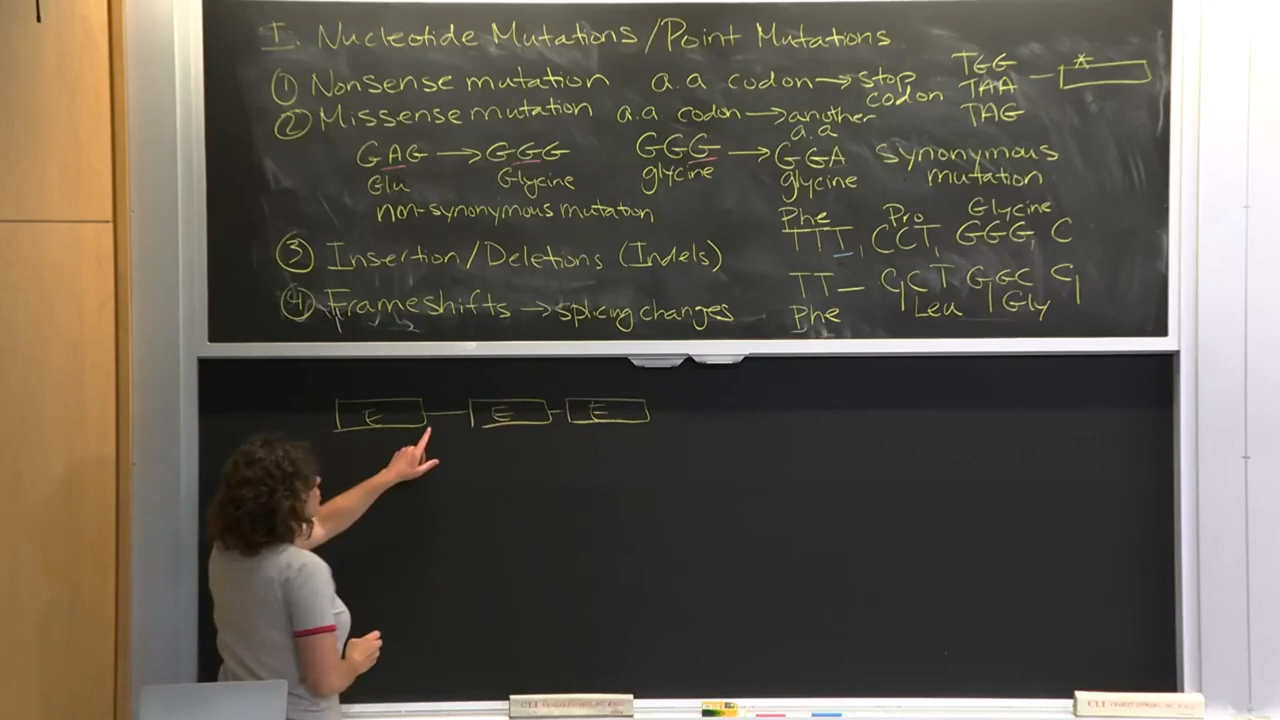 I. Nucleotide Mutations/Point Mutations
① Nonsense mutation a.a codon → stop codon
TGG
TAA
TAG
*
② Missense mutation a.a codon → another a.a
GAG → GGG GGG → GGA synonymous mutation
Glu Glycine glycine glycine
non-synonymous mutation
Phe Pro Glycine
TTT, CCT, GGG, C
③ Insertion/Deletions (Indels)
TT_ CCT GGC C
④ Frameshifts → splicing changes
Phe Leu Gly
E E E